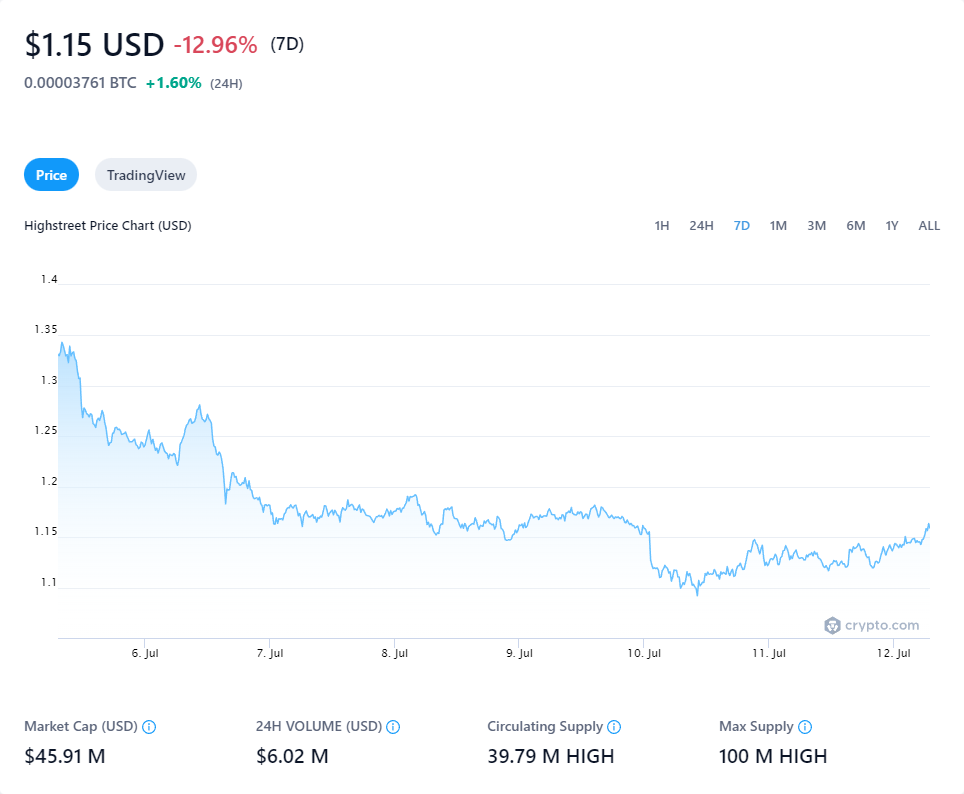 $1.15 USD -12.96% (7D)
0.00003761 BTC +1.60% (24H)
Price TradingView
Highstreet Price Chart (USD) 1H 24H 7D 1M 3M 6M 1Y ALL
1.4
1.35
1.3
1.25
1.2
1.15
1.1
crypto.com
6. Jul 7. Jul 8. Jul 9. Jul 10. Jul 11. Jul 12. Jul
Market Cap (USD) 24H VOLUME (USD) Circulating Supply Max Supply
$45.91 M $6.02 M 39.79 M HIGH 100 M HIGH